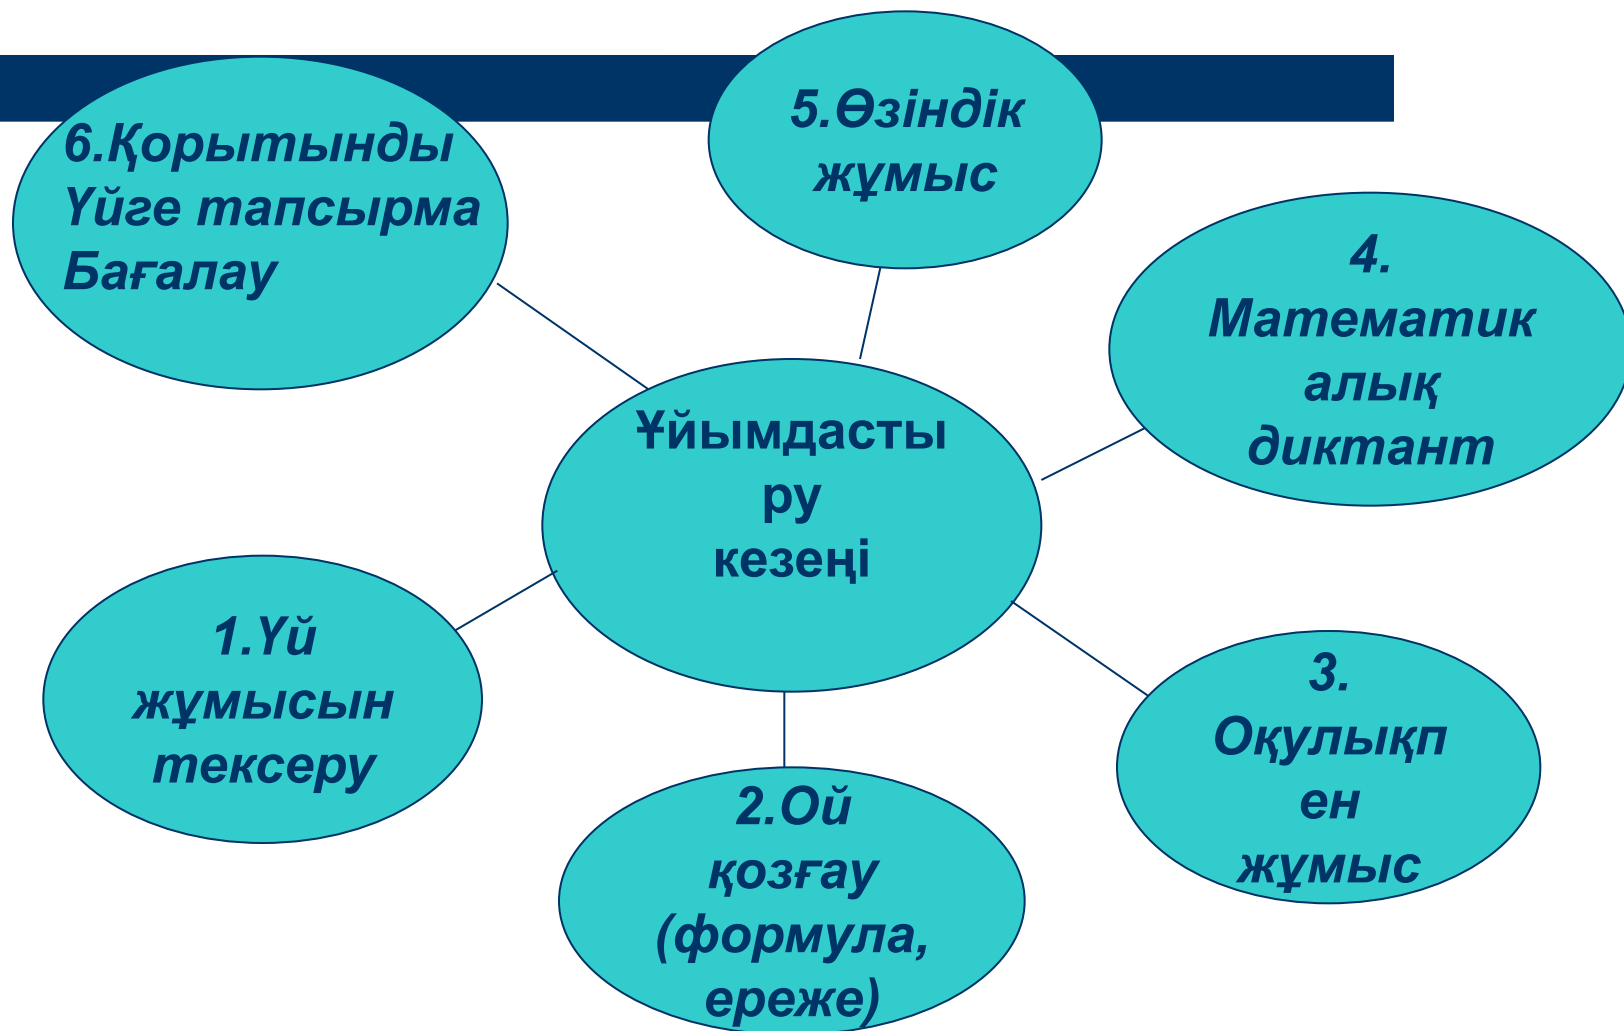 5.Өзіндік
жұмыс
6.Қорытынды
Үйге тапсырма
Бағалау
4.
Математик
алық
диктант
Ұйымдасты
ру
кезеңі
1.Үй
жұмысын
тексеру
3.
Оқулықп
ен
жұмыс
2.Ой
қозғау
(формула,
ереже)